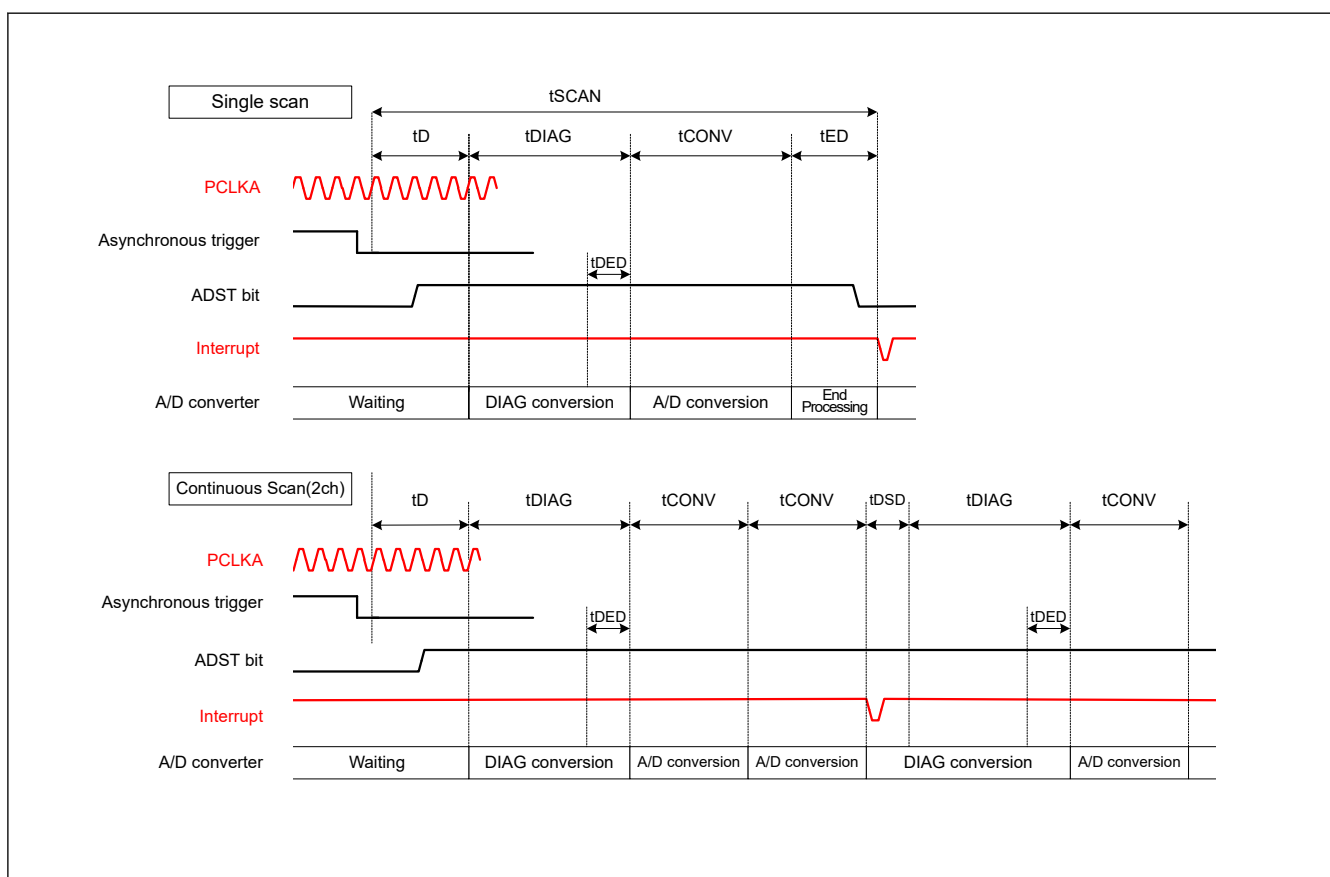 Single scan
tSCAN
tD tDIAG tCONV tED
PCLKA
Asynchronous trigger
tDED
ADST bit
Interrupt
A/D converter Waiting DIAG conversion A/D conversion End Processing
Continuous Scan(2ch)
tD tDIAG tCONV tCONV tDSD tDIAG tCONV
PCLKA
Asynchronous trigger
tDED tDED
ADST bit
Interrupt
A/D converter Waiting DIAG conversion A/D conversion A/D conversion DIAG conversion A/D conversion